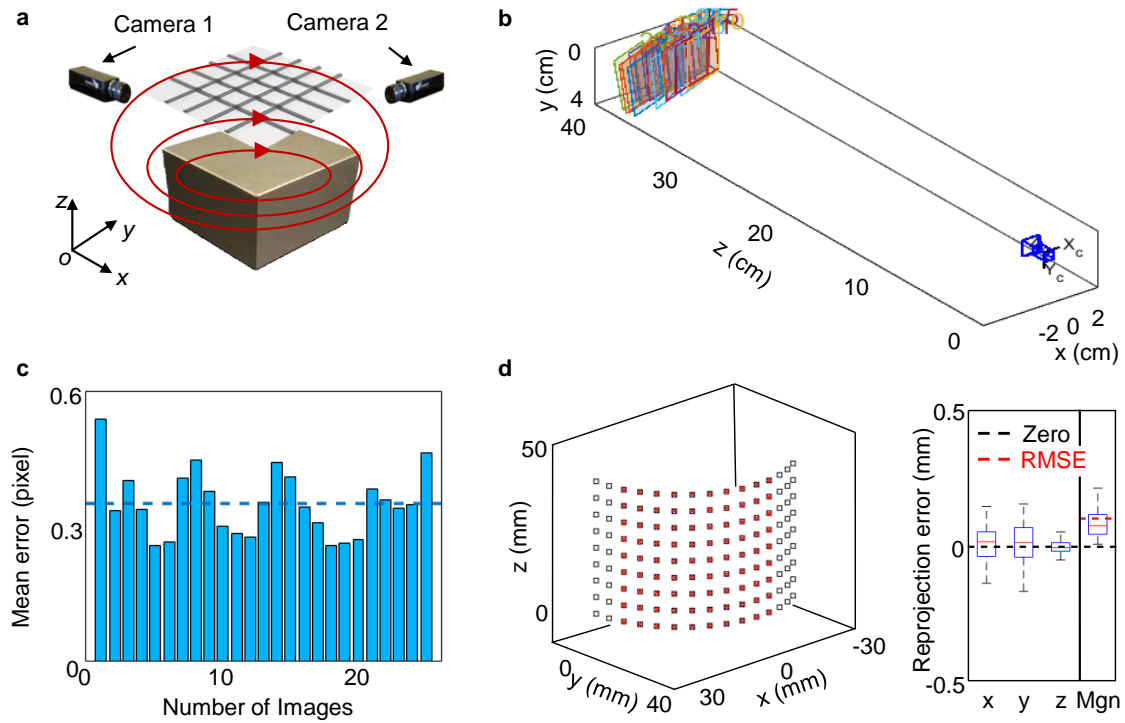 a
Camera 1
Camera 2
z
y
o
x
b
0
4
y (cm)
40
30
20
10
0
z (cm)
X_c
Y_c
-2 0 2
x (cm)
c
0.6
0.3
0
Mean error (pixel)
0
10
20
Number of Images
d
50
0
z (mm)
0
40
y (mm)
30
0
-30
x (mm)
0.5
0
-0.5
Reprojection error (mm)
Zero
RMSE
x y z Mgn